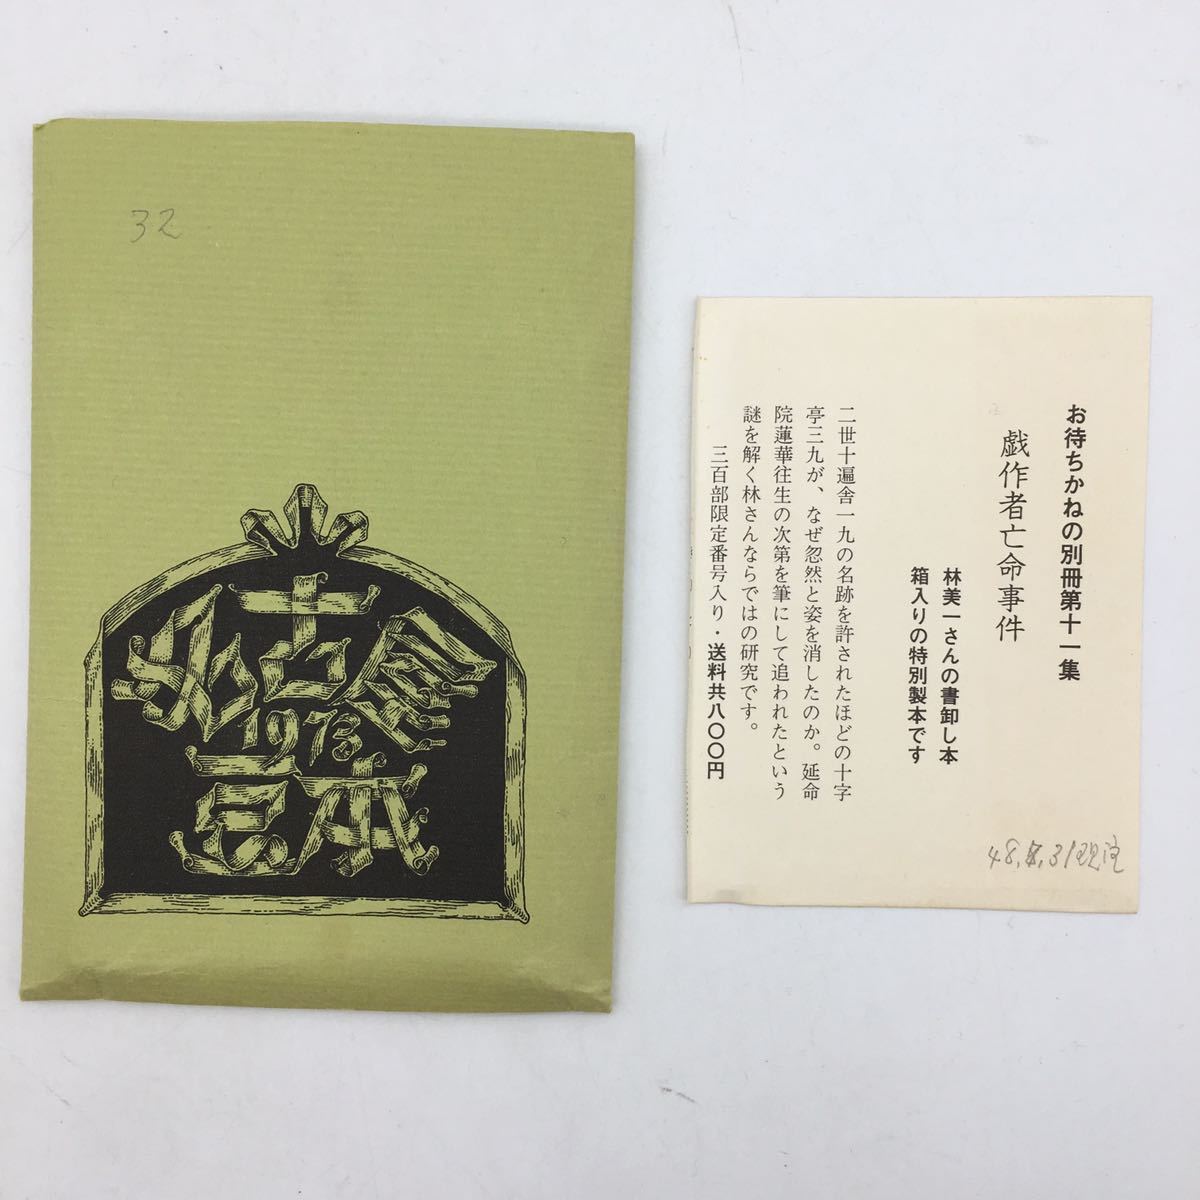 32
名古屋
1973
豆本
お待ちかねの別冊第十一集
戯作者亡命事件
林美一さんの書卸し本
箱入りの特別製本です
二世十遍舎一九の名跡を許されたほどの十字
亭三九が、なぜ忽然と姿を消したのか。延命
院蓮華往生の次第を筆にして追われたという
謎を解く林さんならではの研究です。
三百部限定番号入り・送料共八〇〇円